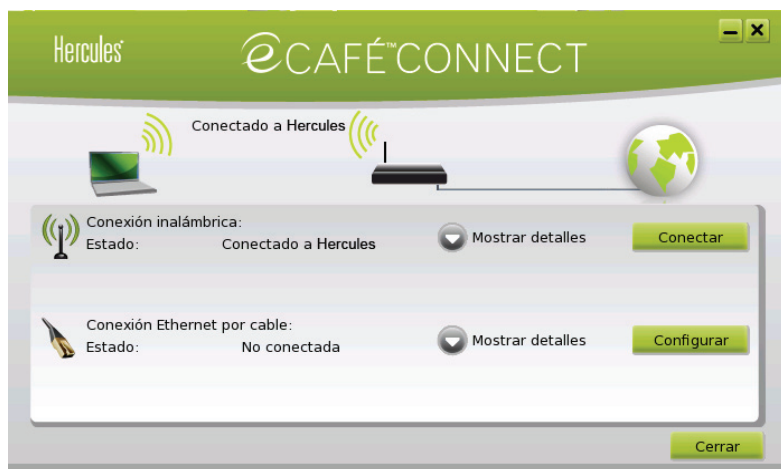 Hercules
eCAFÉ™CONNECT
Conectado a Hercules
Conexión inalámbrica:
Estado: Conectado a Hercules
Mostrar detalles
Conectar
Conexión Ethernet por cable:
Estado: No conectada
Mostrar detalles
Configurar
Cerrar